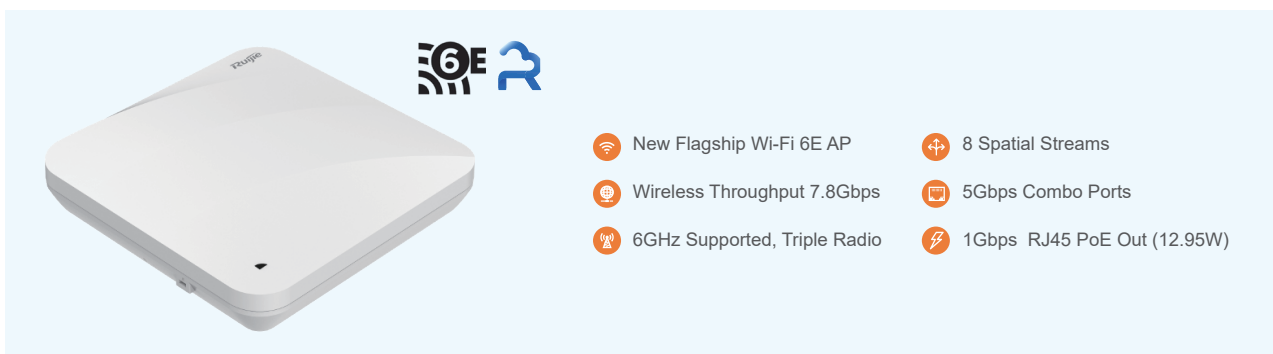 Ruijie
6E
New Flagship Wi-Fi 6E AP
8 Spatial Streams
Wireless Throughput 7.8Gbps
5Gbps Combo Ports
6GHz Supported, Triple Radio
1Gbps  RJ45 PoE Out (12.95W)